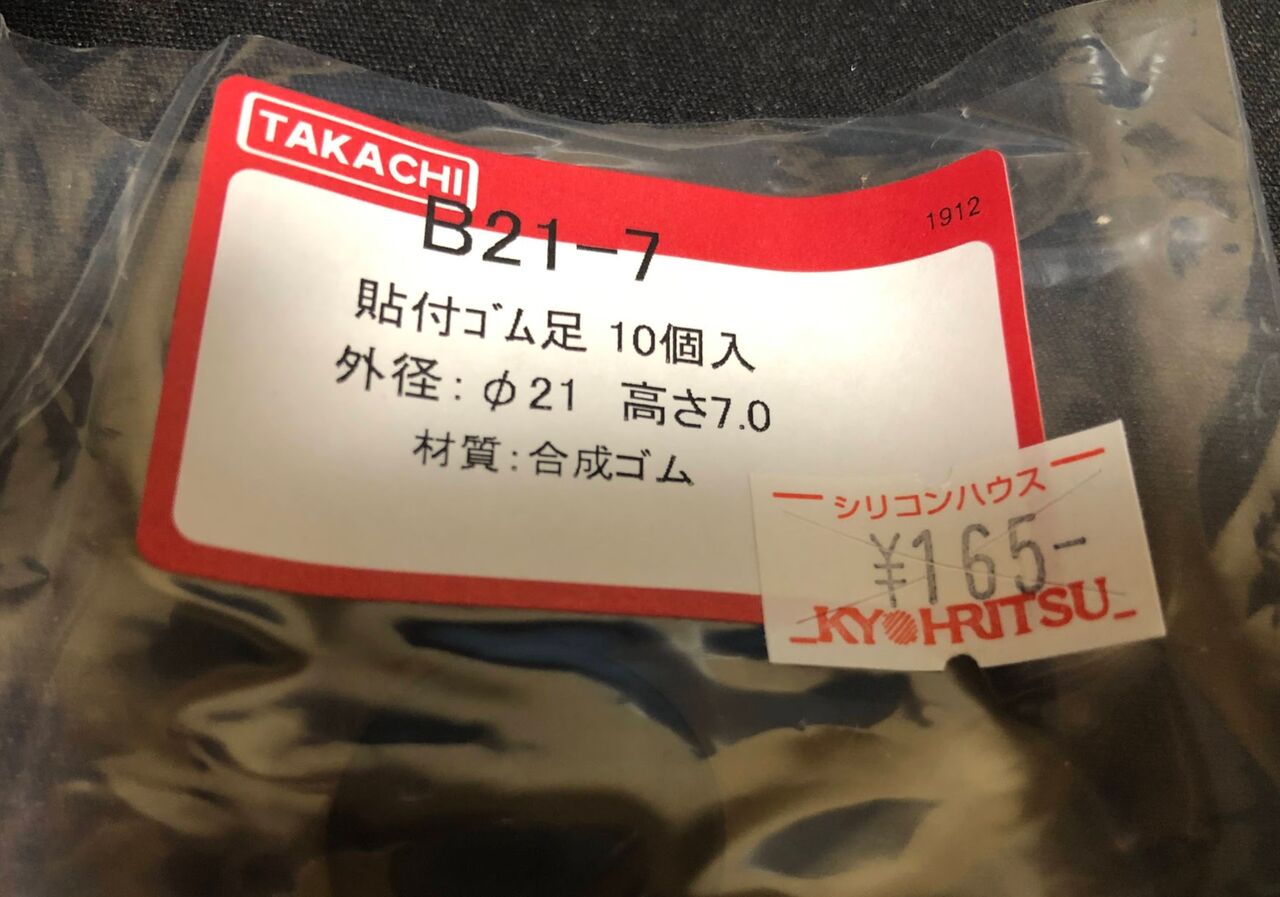 TAKACHI
1912
B21-7
貼付ｺﾞﾑ足 10個入
外径:φ21 高さ7.0
材質:合成ゴム
シリコンハウス
¥165-
KYOHRITSU